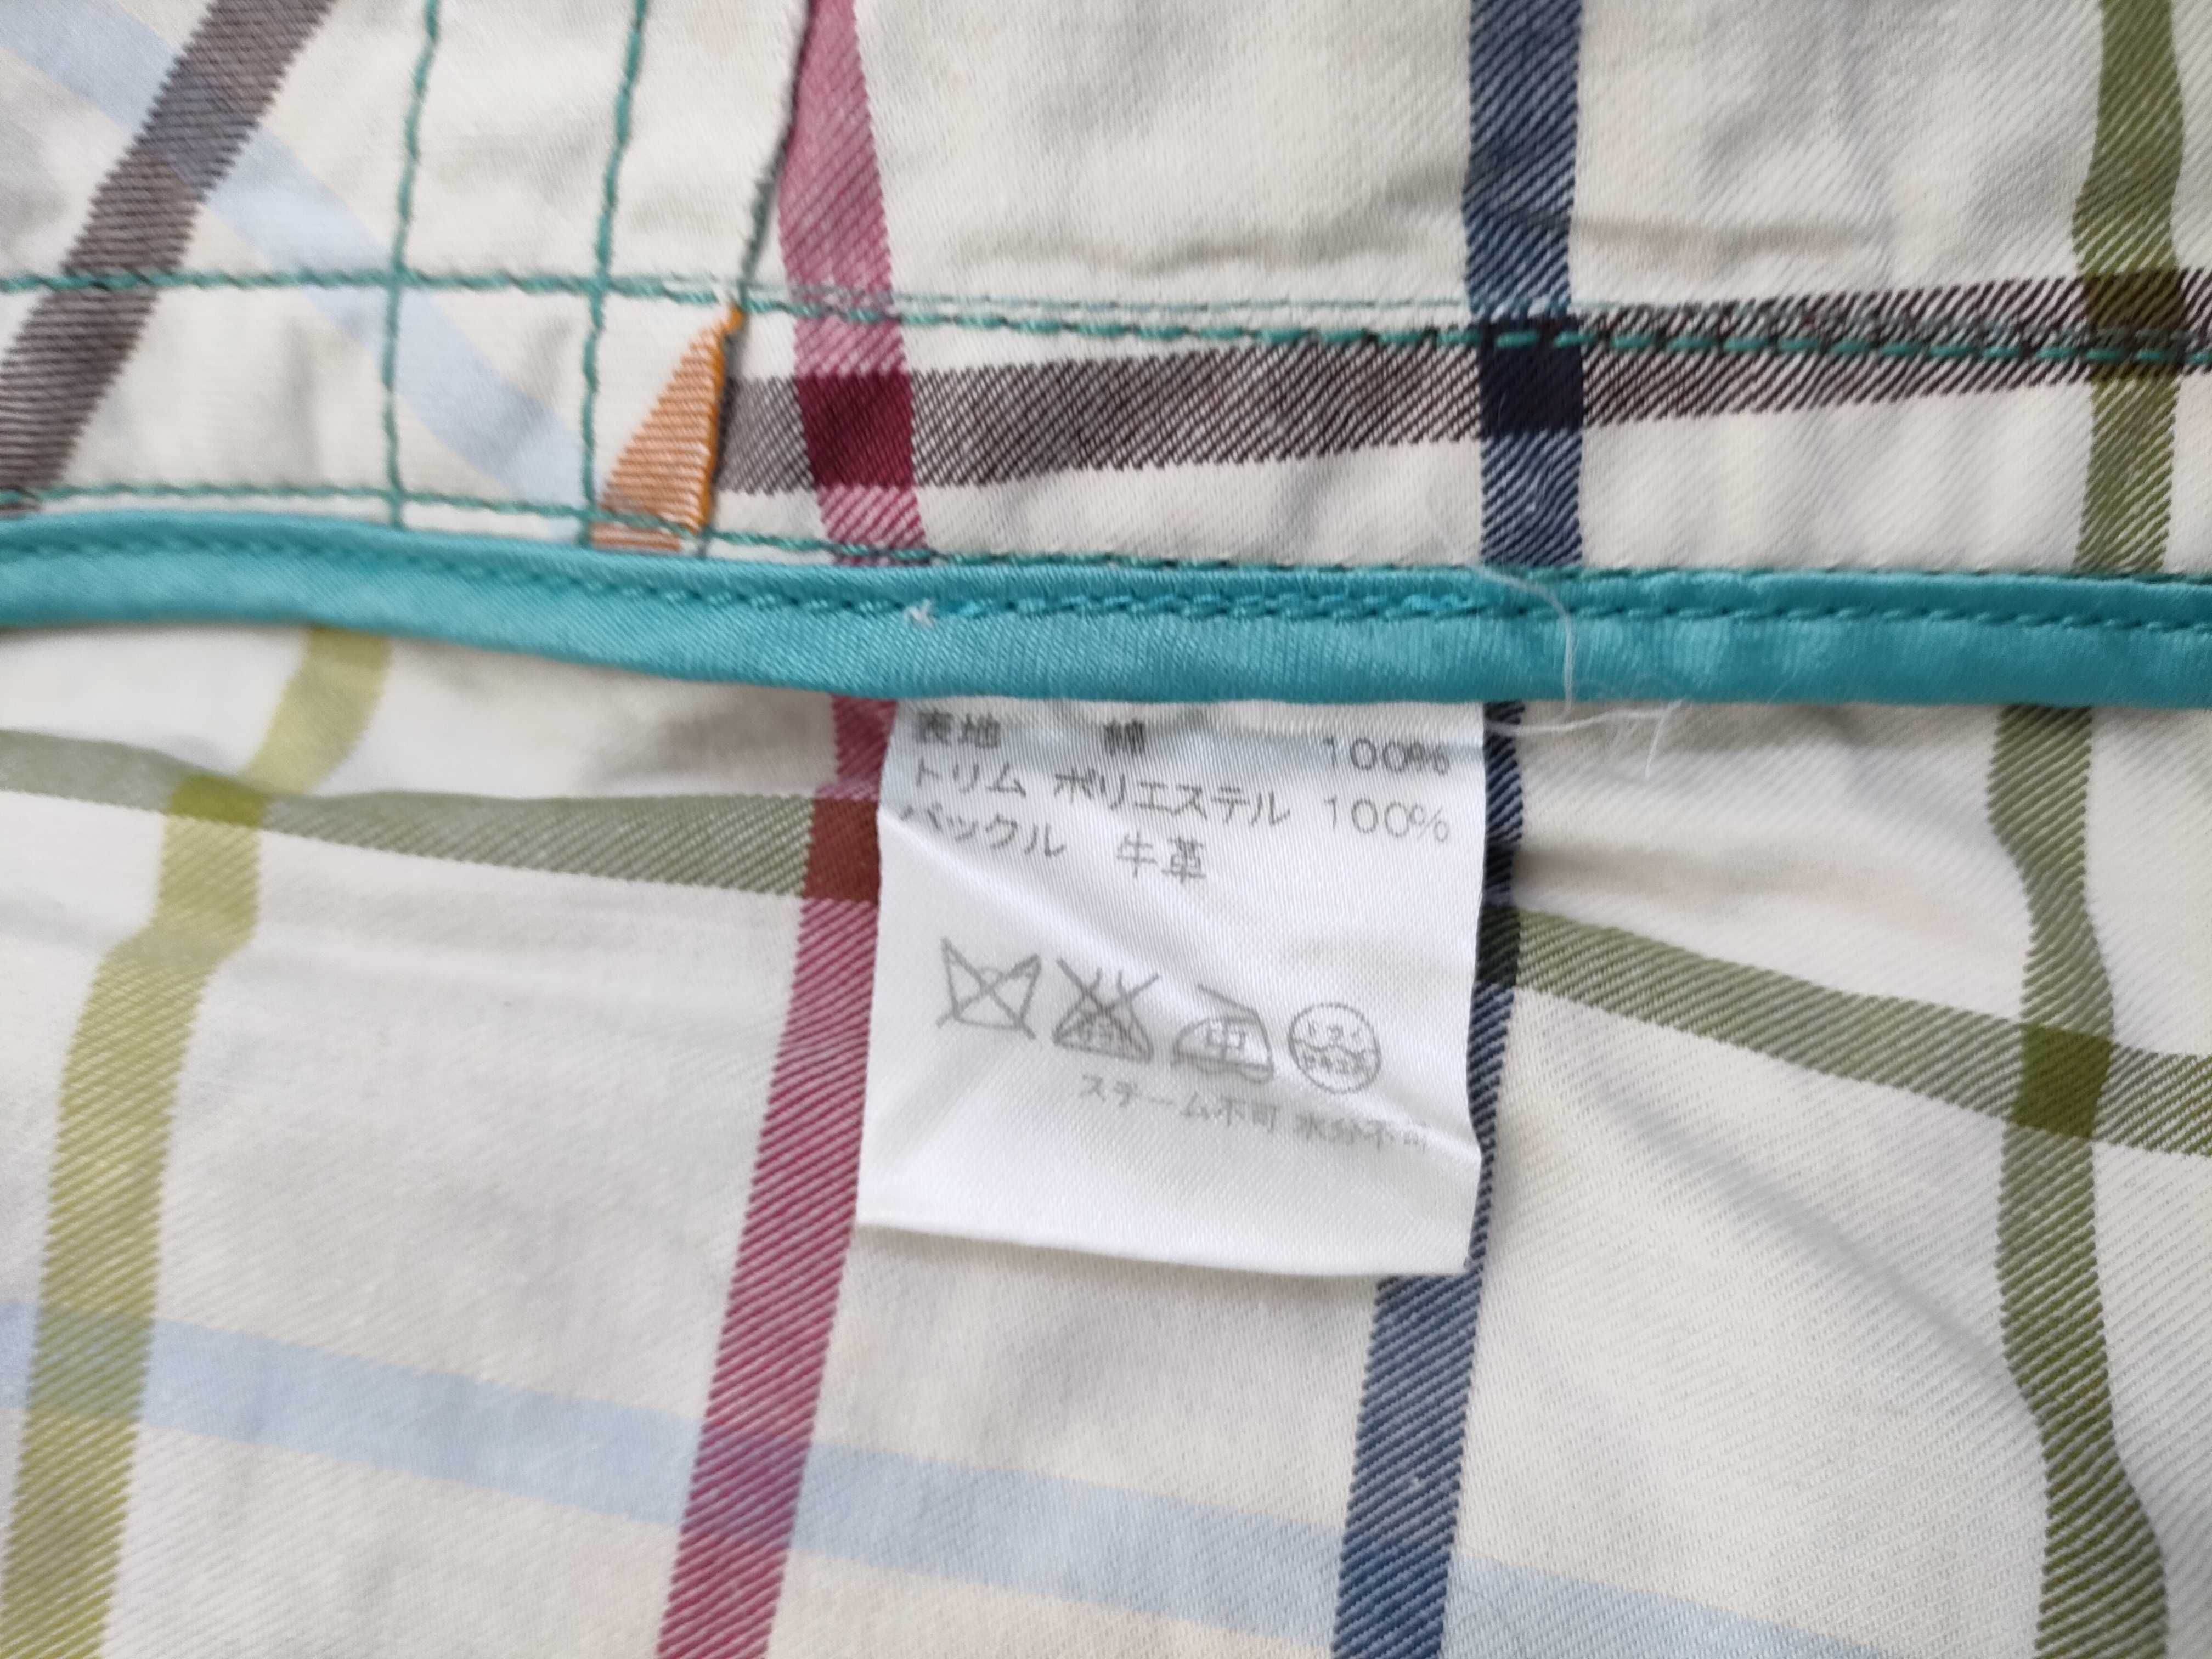 表地 綿 100%
トリム ポリエステル 100%
バックル 牛革
中
スチーム不可 水分不可